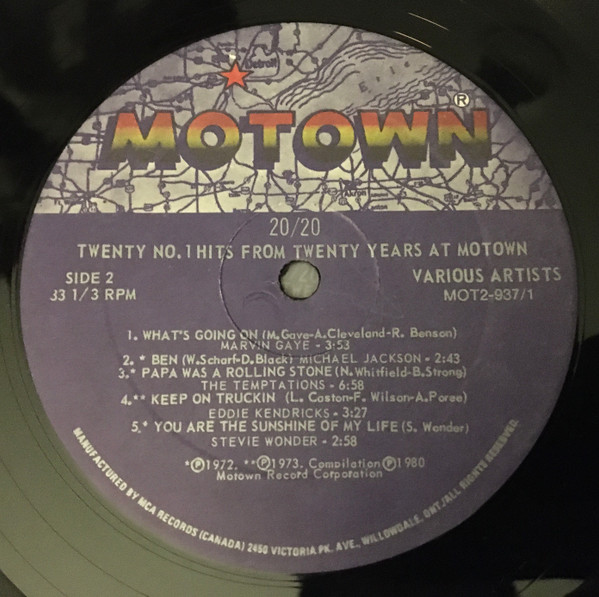 Detroit
Erie
®
MOTOWN
Akron
20/20
TWENTY NO.1 HITS FROM TWENTY YEARS AT MOTOWN
SIDE 2
VARIOUS ARTISTS
33 1/3 RPM
MOT2-937/1
1. WHAT'S GOING ON (M.Gaye-A.Cleveland-R. Benson)
MARVIN GAYE - 3:53
2. * BEN (W.Scharf-D.Black) MICHAEL JACKSON - 2:43
3.* PAPA WAS A ROLLING STONE (N. Whitfield-B.Strong)
THE TEMPTATIONS - 6:58
4.** KEEP ON TRUCKIN (L. Caston-F. Wilson-A.Poree)
EDDIE KENDRICKS - 3:27
5.* YOU ARE THE SUNSHINE OF MY LIFE (S. Wonder)
STEVIE WONDER - 2:58
*℗1972. **℗1973. Compilation ℗ 1980
Motown Record Corporation
MANUFACTURED BY MCA RECORDS (CANADA) 2450 VICTORIA PK. AVE., WILLOWDALE, ONT./ALL RIGHTS RESERVED.